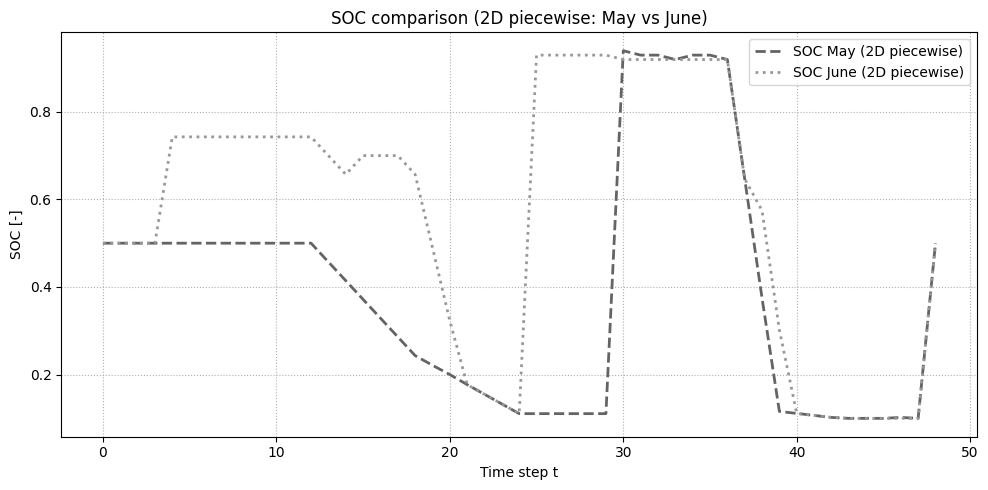 SOC comparison (2D piecewise: May vs June)
SOC May (2D piecewise)
SOC June (2D piecewise)
SOC [-]
0.8
0.6
0.4
0.2
0 10 20 30 40 50
Time step t